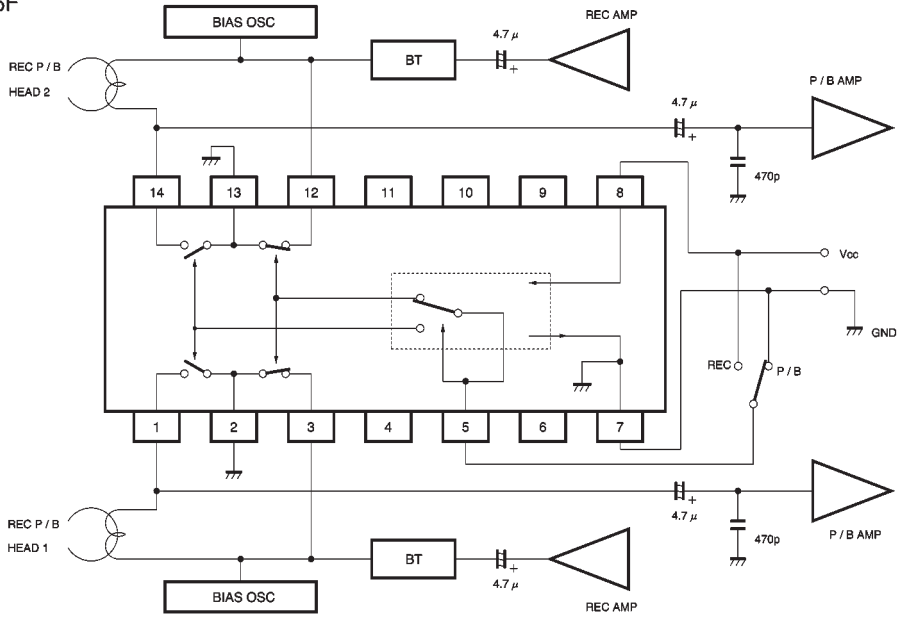 BIAS OSC
REC AMP
4.7 μ
BT
REC P / B
HEAD 2
P / B AMP
4.7 μ
+
+
470p
14
13
12
11
10
9
8
Vcc
GND
REC
P / B
1
2
3
4
5
6
7
+
4.7 μ
470p
P / B AMP
REC P / B
HEAD 1
BT
+
4.7 μ
BIAS OSC
REC AMP